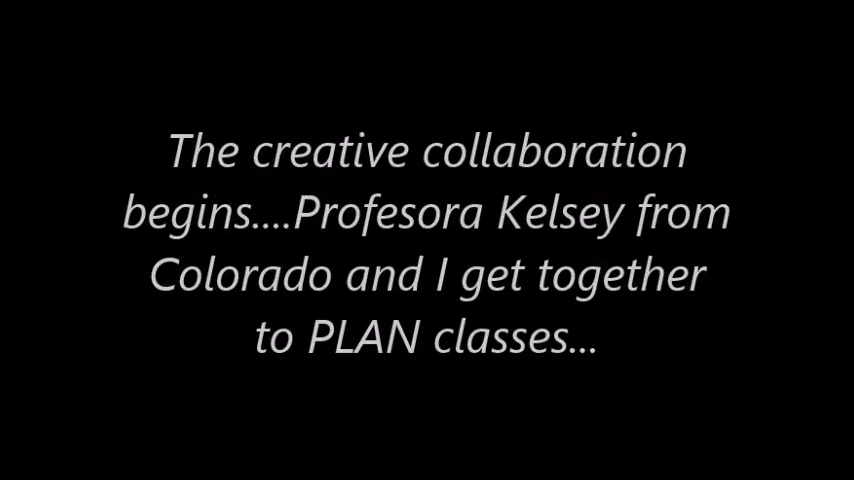 The creative collaboration
begins....Profesora Kelsey from
Colorado and I get together
to PLAN classes...